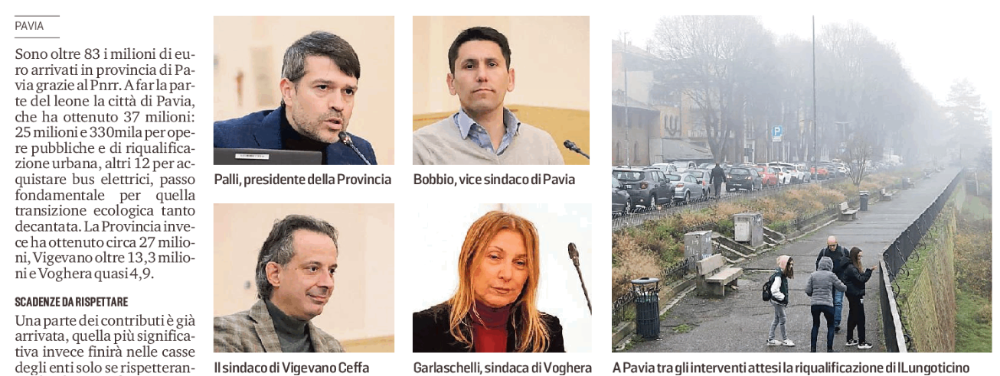 PAVIA
Sono oltre 83 i milioni di eu-
ro arrivati in provincia di Pa-
via grazie al Pnrr. A far la par-
te del leone la città di Pavia,
che ha ottenuto 37 milioni:
25 milioni e 330mila per ope-
re pubbliche e di riqualifica-
zione urbana, altri 12 per ac-
quistare bus elettrici, passo
fondamentale per quella
transizione ecologica tanto
decantata. La Provincia inve-
ce ha ottenuto circa 27 milio-
ni, Vigevano oltre 13,3 milio-
ni e Voghera quasi 4,9.
SCADENZE DA RISPETTARE
Una parte dei contributi è già
arrivata, quella più significa-
tiva invece finirà nelle casse
degli enti solo se rispetteran-
Palli, presidente della Provincia
Bobbio, vice sindaco di Pavia
Il sindaco di Vigevano Ceffa
Garlaschelli, sindaca di Voghera
P
A Pavia tra gli interventi attesi la riqualificazione di lLungoticino